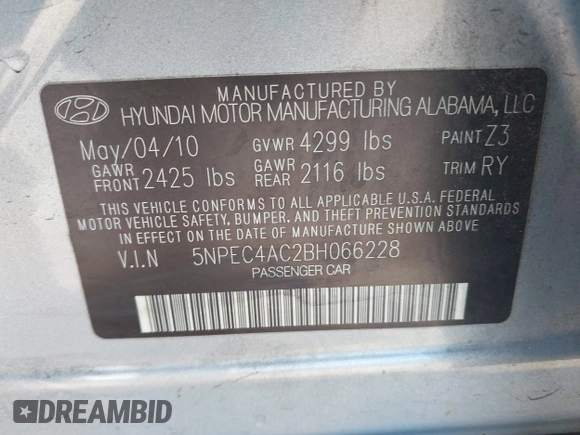 MANUFACTURED BY
HYUNDAI MOTOR MANUFACTURING ALABAMA, LLC
May/04/10 GVWR 4299 lbs PAINT Z3
GAWR FRONT 2425 lbs GAWR REAR 2116 lbs TRIM RY
THIS VEHICLE CONFORMS TO ALL APPLICABLE U.S.A. FEDERAL
MOTOR VEHICLE SAFETY, BUMPER, AND THEFT PREVENTION STANDARDS
IN EFFECT ON THE DATE OF MANUFACTURE SHOWN ABOVE.
V.I.N 5NPEC4AC2BH066228
PASSENGER CAR
DREAMBID